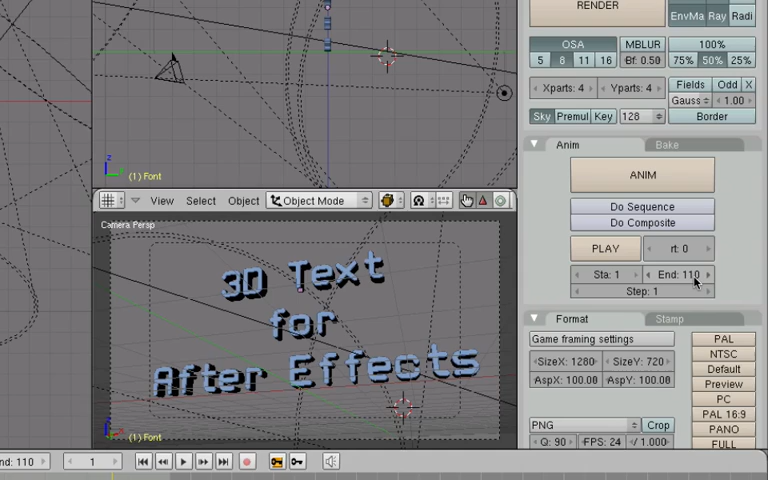 RENDER
EnvMa Ray Radi
OSA
MBLUR
100%
5 8 11 16
Bf: 0.50
75% 50% 25%
Xparts: 4 Yparts: 4
Fields Odd X
Gauss 1.00
Sky Premul Key 128
Border
Anim Bake
ANIM
Do Sequence
Do Composite
PLAY
rt: 0
Sta: 1
End: 110
Step: 1
Format Stamp
Game framing settings
SizeX: 1280 SizeY: 720
AspX: 100.00 AspY: 100.00
PNG Crop
Q: 90 FPS: 24 / 1.000
PAL
NTSC
Default
Preview
PC
PAL 16:9
PANO
FULL
z
(1) Font
View Select Object Object Mode
Camera Persp
3D Text
for
After Effects
(1) Font
nd: 110 1